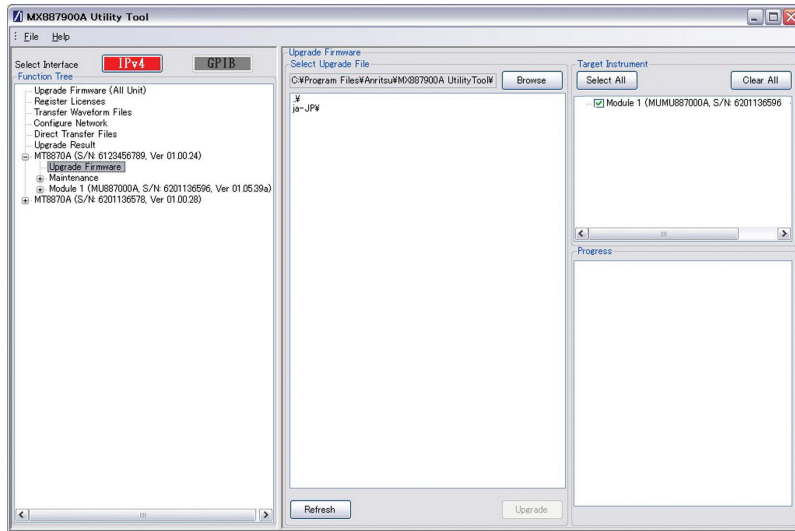 MX887900A Utility Tool
File Help
Select Interface IPv4 GPIB
Function Tree
Upgrade Firmware (All Unit)
Register Licenses
Transfer Waveform Files
Configure Network
Direct Transfer Files
Upgrade Result
MT8870A (S/N: 6123456789, Ver 01.00.24)
Upgrade Firmware
Maintenance
Module 1 (MU887000A, S/N: 6201136596, Ver 01.05.39a)
MT8870A (S/N: 6201136578, Ver 01.00.28)
Upgrade Firmware
Select Upgrade File
C:¥Program Files¥Anritsu¥MX887900A UtilityTool¥ Browse
.¥
ja-JP¥
Refresh Upgrade
Target Instrument
Select All Clear All
Module 1 (MUMU887000A, S/N: 6201136596
Progress